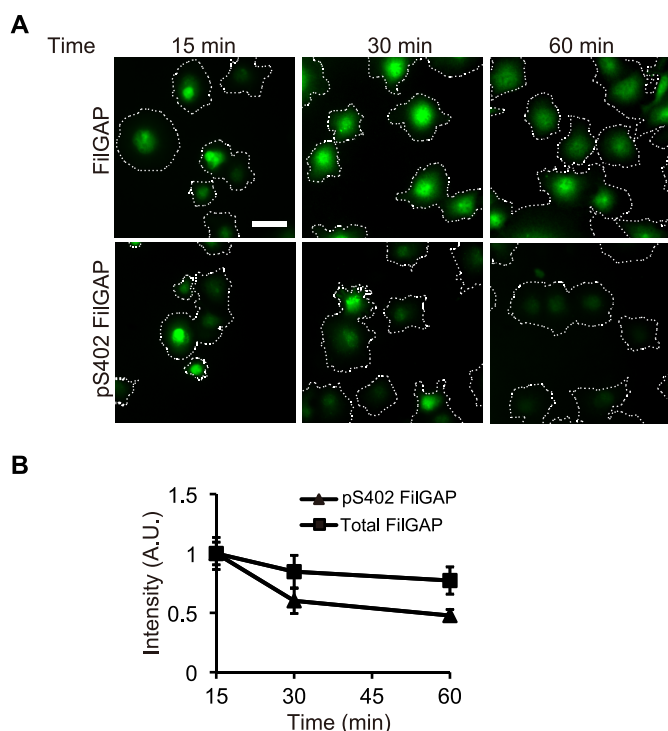 A
Time 15 min 30 min 60 min
FilGAP
pS402 FilGAP
B
1.5
1
0.5
0
Intensity (A.U.)
pS402 FilGAP
Total FilGAP
15 30 45 60
Time (min)